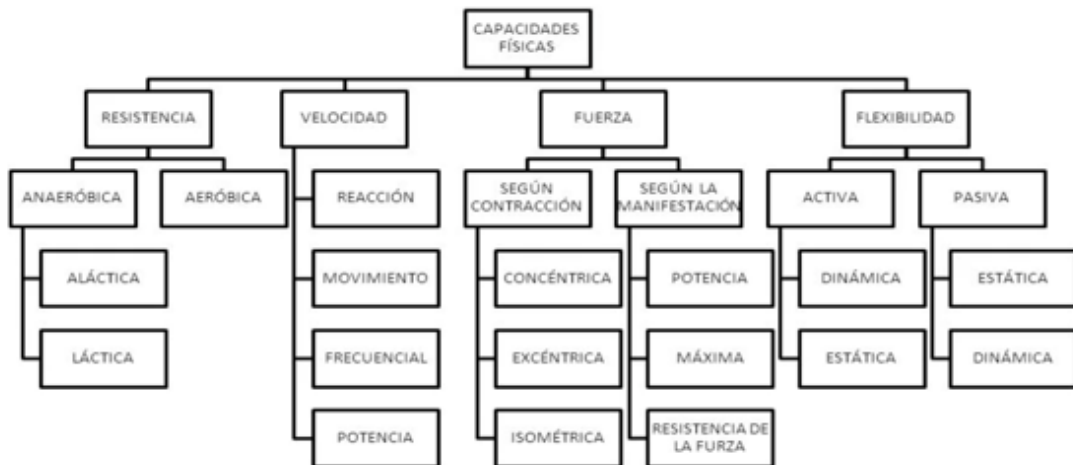 CAPACIDADES
FÍSICAS
RESISTENCIA
VELOCIDAD
FUERZA
FLEXIBILIDAD
ANAERÓBICA
AERÓBICA
REACCIÓN
SEGÚN
CONTRACCIÓN
SEGÚN LA
MANIFESTACIÓN
ACTIVA
PASIVA
ALÁCTICA
MOVIMIENTO
CONCÉNTRICA
POTENCIA
DINÁMICA
ESTÁTICA
LÁCTICA
FRECUENCIAL
EXCÉNTRICA
MÁXIMA
ESTÁTICA
DINÁMICA
POTENCIA
ISOMÉTRICA
RESISTENCIA DE
LA FURZA